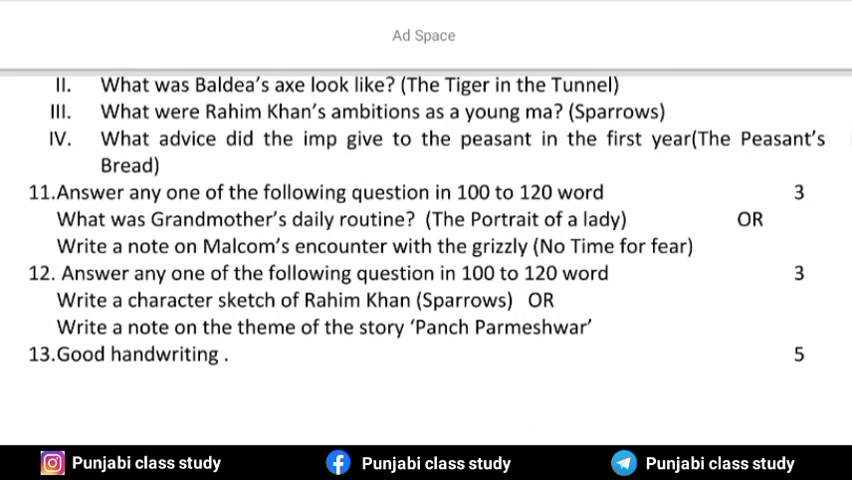 Ad Space
II. What was Baldea’s axe look like? (The Tiger in the Tunnel)
III. What were Rahim Khan’s ambitions as a young ma? (Sparrows)
IV. What advice did the imp give to the peasant in the first year(The Peasant’s
Bread)
11.Answer any one of the following question in 100 to 120 word 3
What was Grandmother’s daily routine? (The Portrait of a lady) OR
Write a note on Malcom’s encounter with the grizzly (No Time for fear)
12. Answer any one of the following question in 100 to 120 word 3
Write a character sketch of Rahim Khan (Sparrows) OR
Write a note on the theme of the story ‘Panch Parmeshwar’
13.Good handwriting . 5
Punjabi class study Punjabi class study Punjabi class study